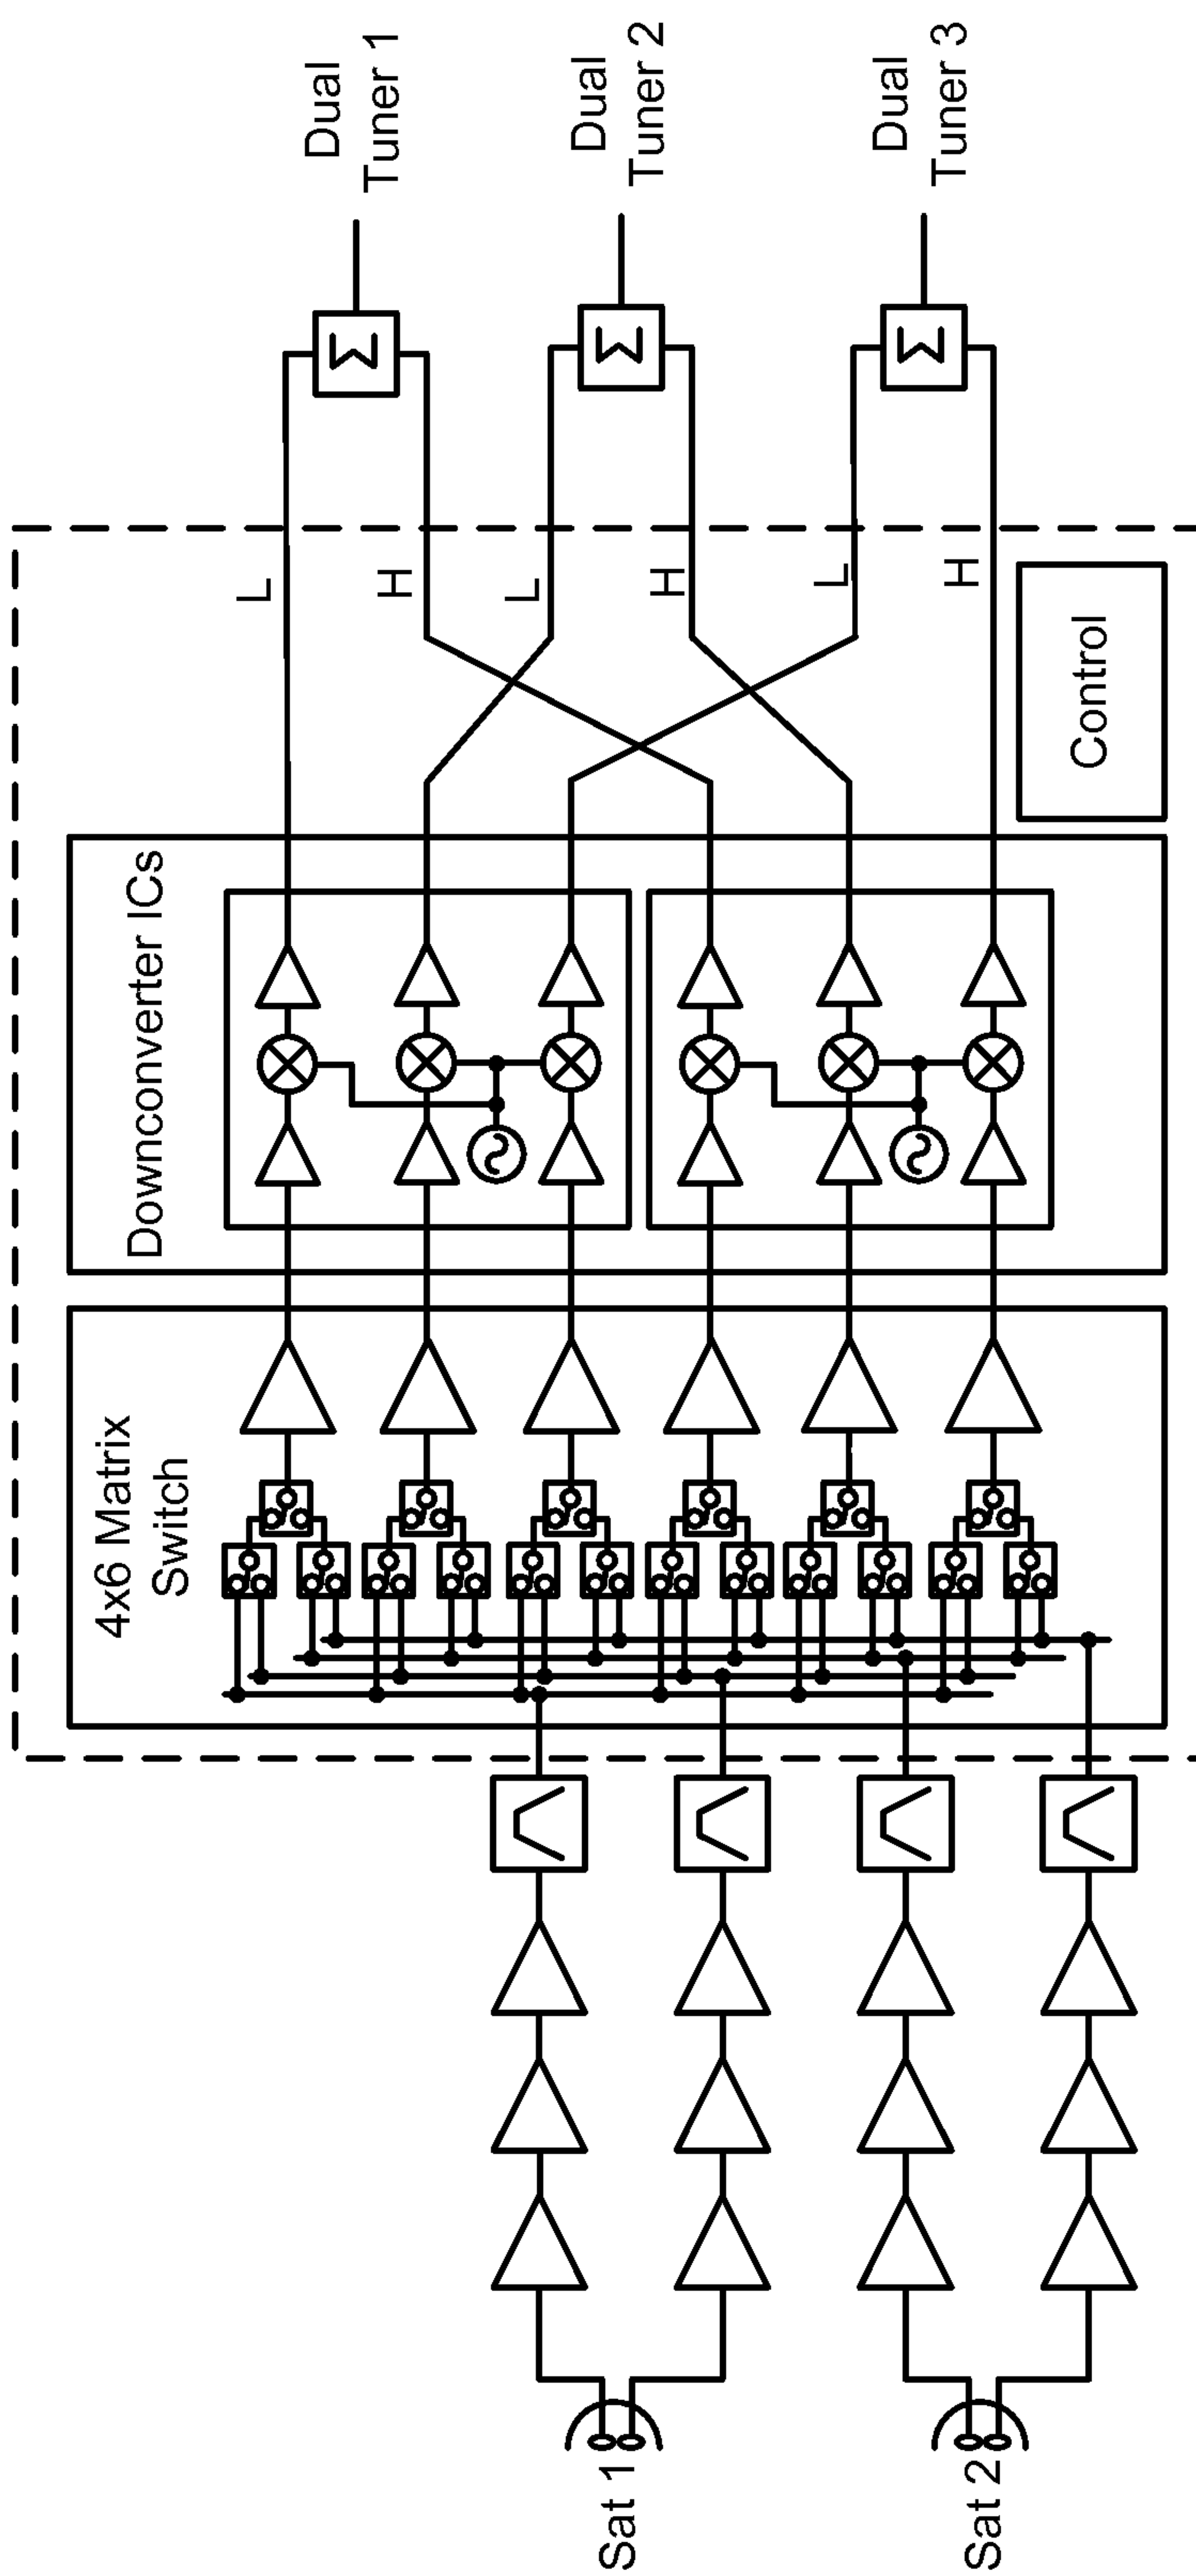 Sat 1
Sat 2
4x6 Matrix
Switch
Downconverter ICs
L
H
L
H
L
H
Control
Σ
Σ
Σ
Dual
Tuner 1
Dual
Tuner 2
Dual
Tuner 3